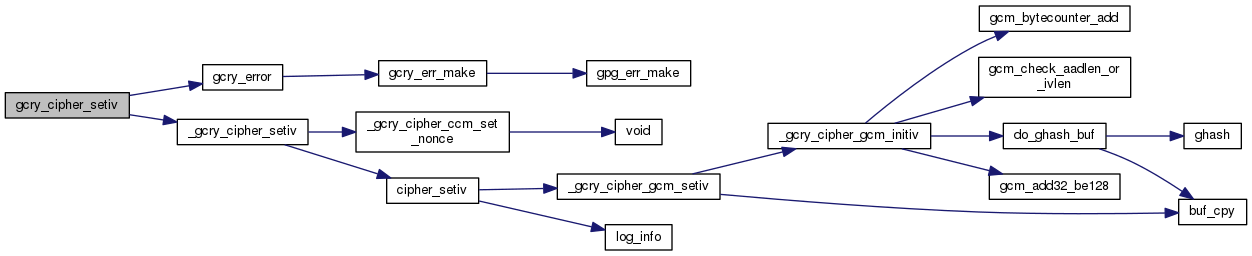 gcry_cipher_setiv
gcry_error
gcry_err_make
gpg_err_make
_gcry_cipher_setiv
_gcry_cipher_ccm_set
_nonce
void
cipher_setiv
_gcry_cipher_gcm_setiv
log_info
_gcry_cipher_gcm_initiv
gcm_bytecounter_add
gcm_check_aadlen_or
_ivlen
do_ghash_buf
gcm_add32_be128
ghash
buf_cpy